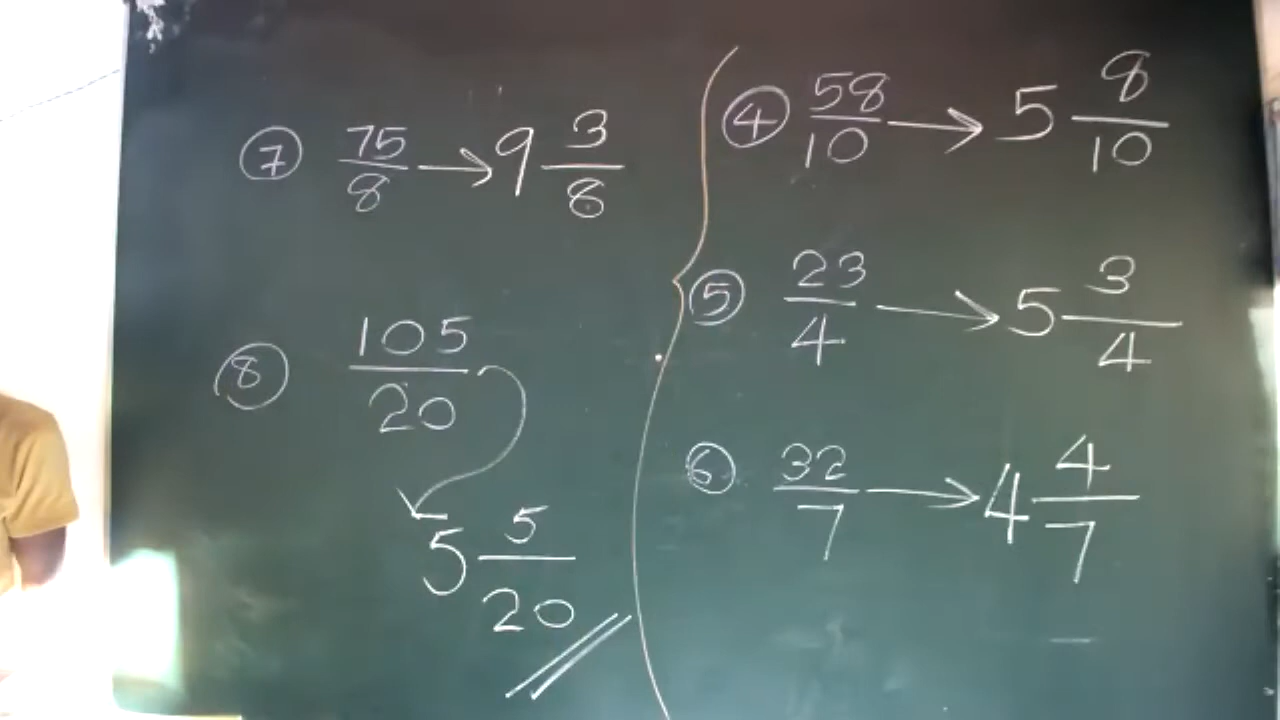 ④ 58/10 → 5 8/10
⑤ 23/4 → 5 3/4
⑥ 32/7 → 4 4/7
⑦ 75/8 → 9 3/8
⑧ 105/20 → 5 5/20